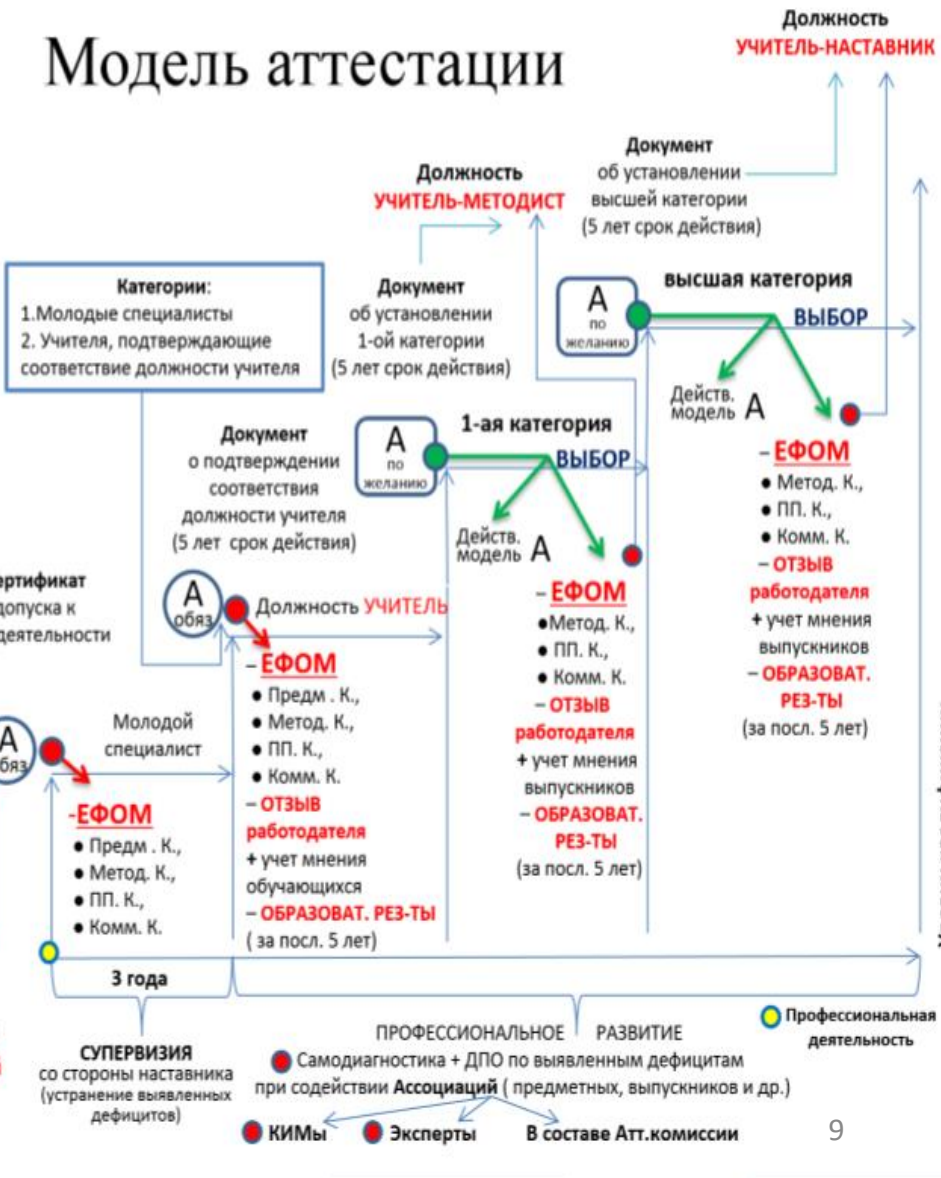 Модель аттестации
Должность
УЧИТЕЛЬ-НАСТАВНИК
Документ
об установлении
высшей категории
(5 лет срок действия)
Должность
УЧИТЕЛЬ-МЕТОДИСТ
Категории:
1.Молодые специалисты
2. Учителя, подтверждающие
соответствие должности учителя
Документ
об установлении
1-ой категории
(5 лет срок действия)
А
по
желанию
высшая категория
ВЫБОР
Действ.
модель А
– ЕФОМ
● Метод. К.,
● ПП. К.,
● Комм. К.
– ОТЗЫВ
работодателя
+ учет мнения
выпускников
– ОБРАЗОВАТ.
РЕЗ-ТЫ
(за посл. 5 лет)
Документ
о подтверждении
соответствия
должности учителя
(5 лет срок действия)
А
по
желанию
1-ая категория
ВЫБОР
Действ.
модель А
– ЕФОМ
●Метод. К.,
● ПП. К.,
● Комм. К.
– ОТЗЫВ
работодателя
+ учет мнения
выпускников
– ОБРАЗОВАТ.
РЕЗ-ТЫ
(за посл. 5 лет)
ертификат
допуска к
деятельности
А
обяз
Должность УЧИТЕЛЬ
– ЕФОМ
● Предм . К.,
● Метод. К.,
● ПП. К.,
● Комм. К.
– ОТЗЫВ
работодателя
+ учет мнения
обучающихся
– ОБРАЗОВАТ. РЕЗ-ТЫ
( за посл. 5 лет)
А
бяз
Молодой
специалист
-ЕФОМ
● Предм . К.,
● Метод. К.,
● ПП. К.,
● Комм. К.
3 года
СУПЕРВИЗИЯ
со стороны наставника
(устранение выявленных
дефицитов)
ПРОФЕССИОНАЛЬНОЕ РАЗВИТИЕ
Самодиагностика + ДПО по выявленным дефицитам
при содействии Ассоциаций ( предметных, выпускников и др.)
КИМы Эксперты В составе Атт.комиссии
Профессиональная
деятельность
9